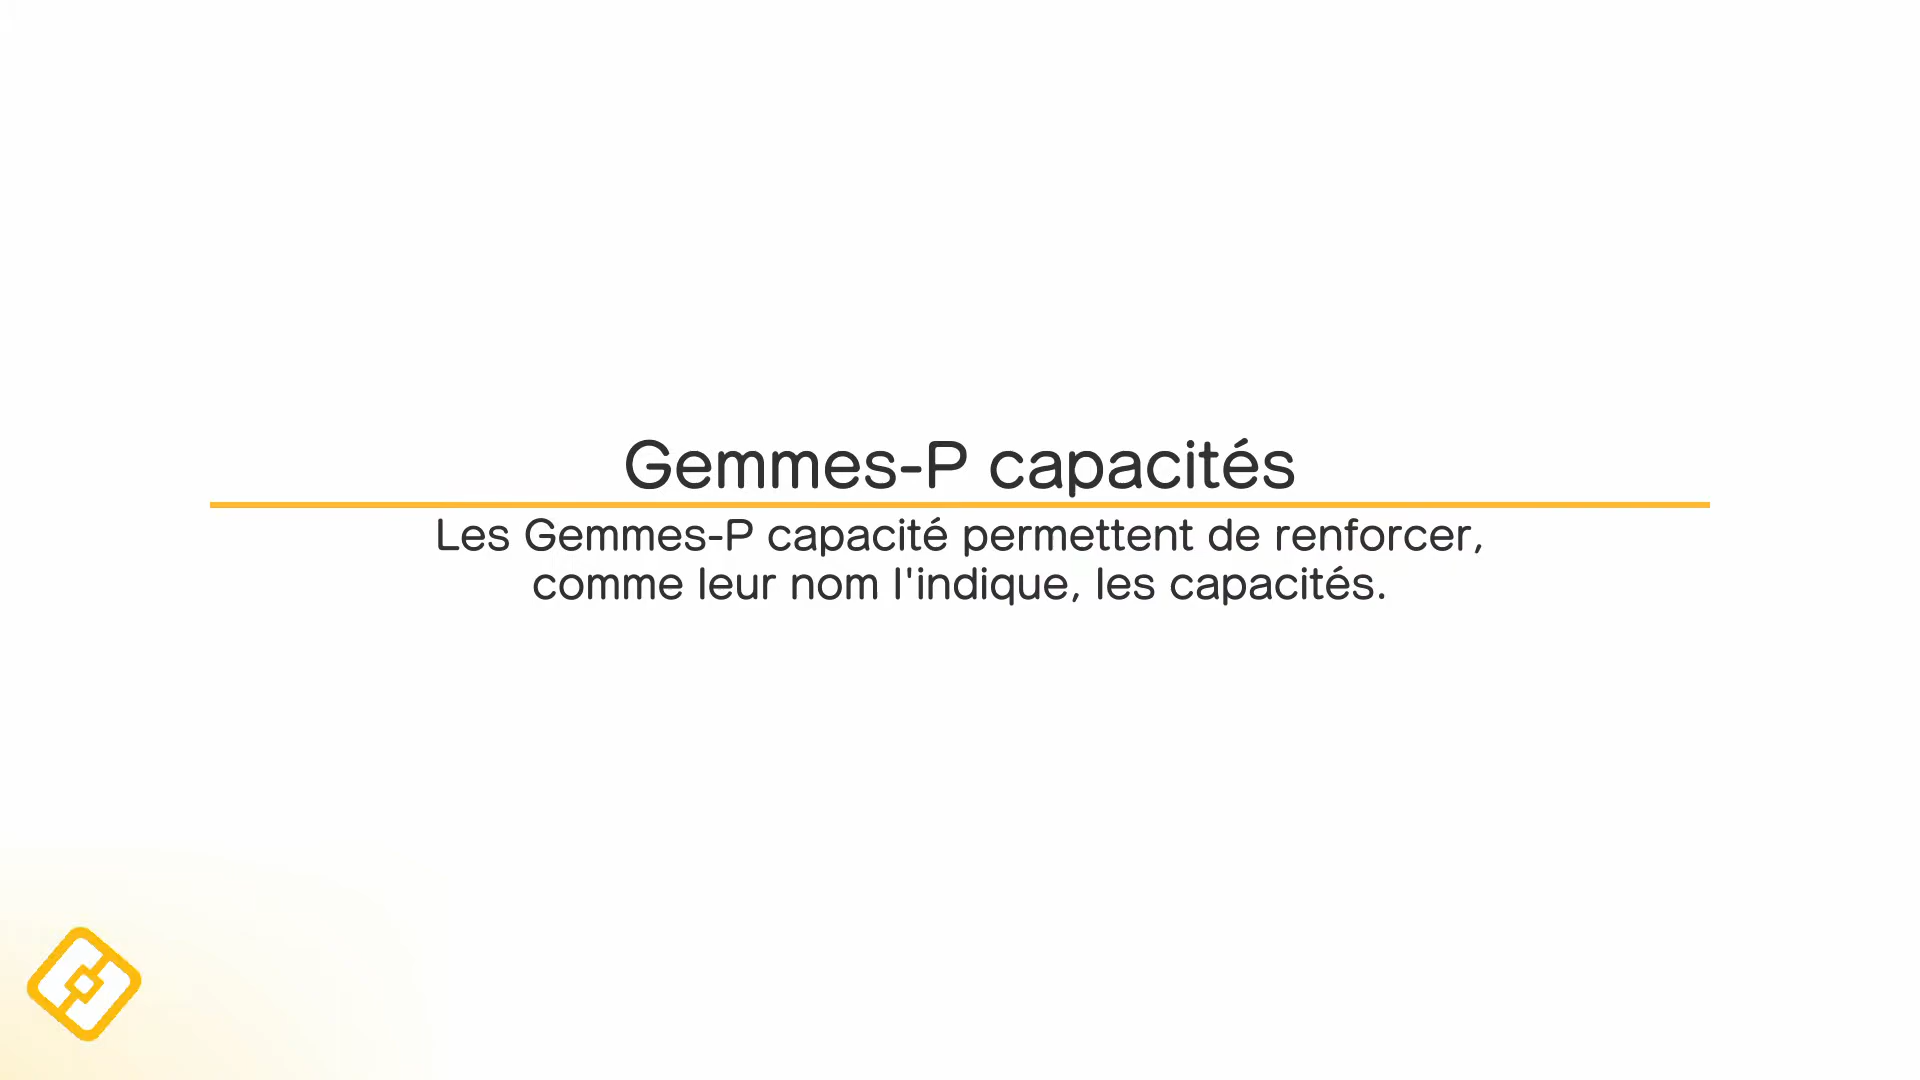 Gemmes-P capacités
Les Gemmes-P capacité permettent de renforcer,
comme leur nom l'indique, les capacités.